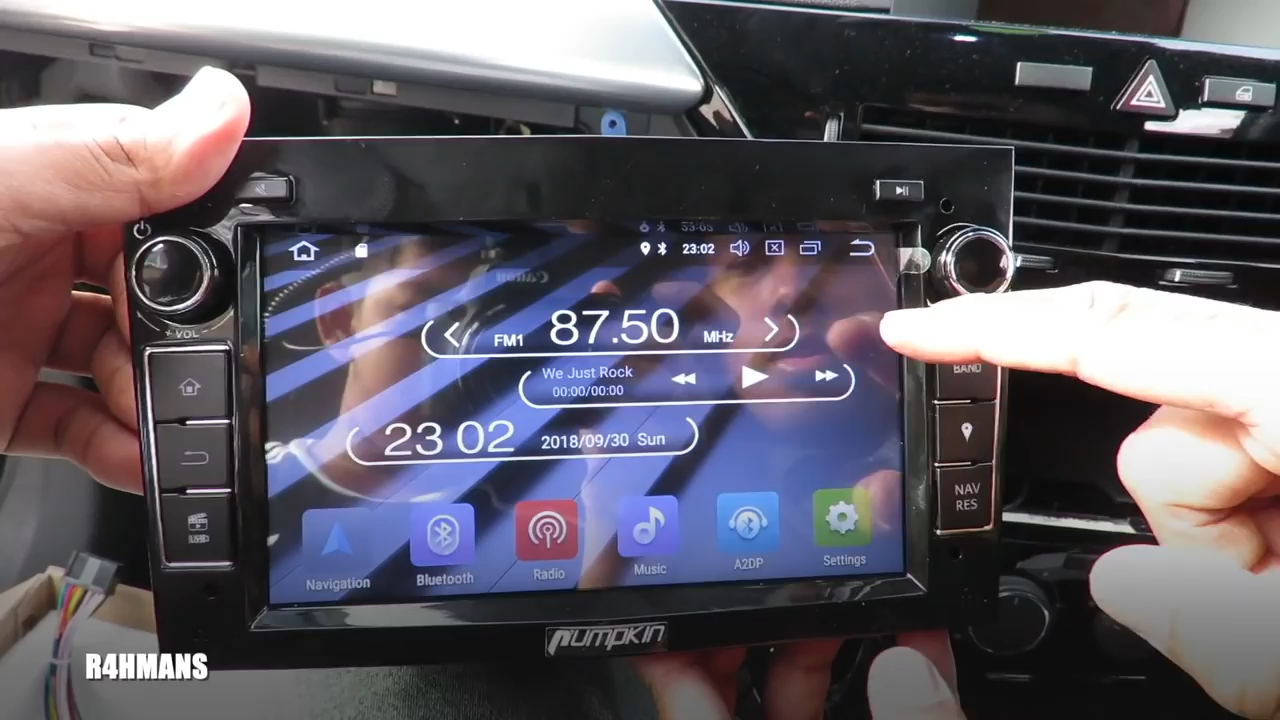 23:02
FM1 87.50 MHz
We Just Rock
00:00/00:00
23 02 2018/09/30 Sun
Navigation
Bluetooth
Radio
Music
A2DP
Settings
+ VOL -
BAND
NAV
RES
PUMPKIN
R4HMANS
Canon